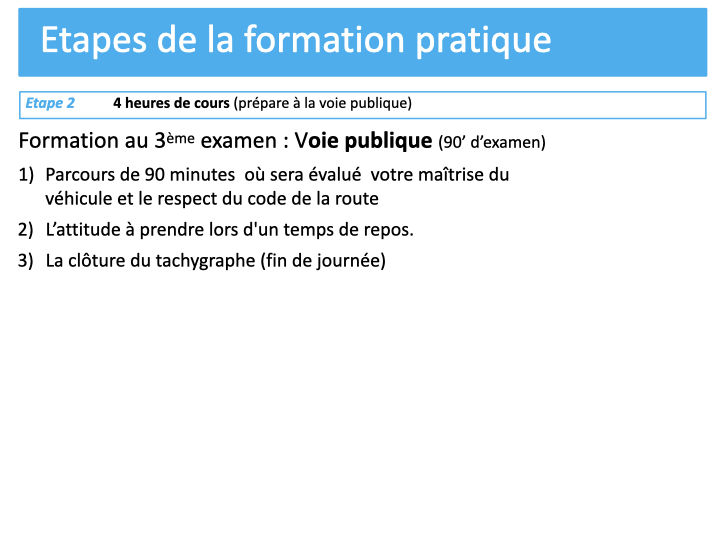 Etapes de la formation pratique
Etape 2 4 heures de cours (prépare à la voie publique)
Formation au 3ème examen : Voie publique (90’ d’examen)
1) Parcours de 90 minutes où sera évalué votre maîtrise du
véhicule et le respect du code de la route
2) L’attitude à prendre lors d'un temps de repos.
3) La clôture du tachygraphe (fin de journée)